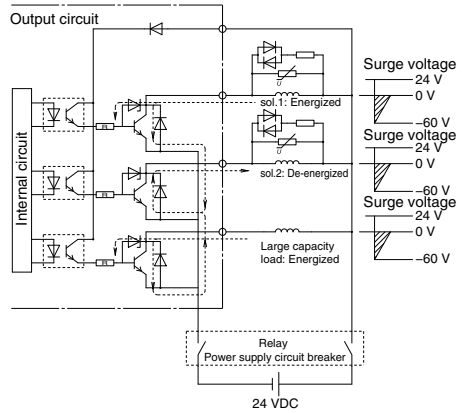 Output circuit
Internal circuit
sol.1: Energized
U
Surge voltage
24 V
0 V
−60 V
sol.2: De-energized
U
Surge voltage
24 V
0 V
−60 V
Large capacity
load: Energized
Surge voltage
24 V
0 V
−60 V
Relay
Power supply circuit breaker
24 VDC